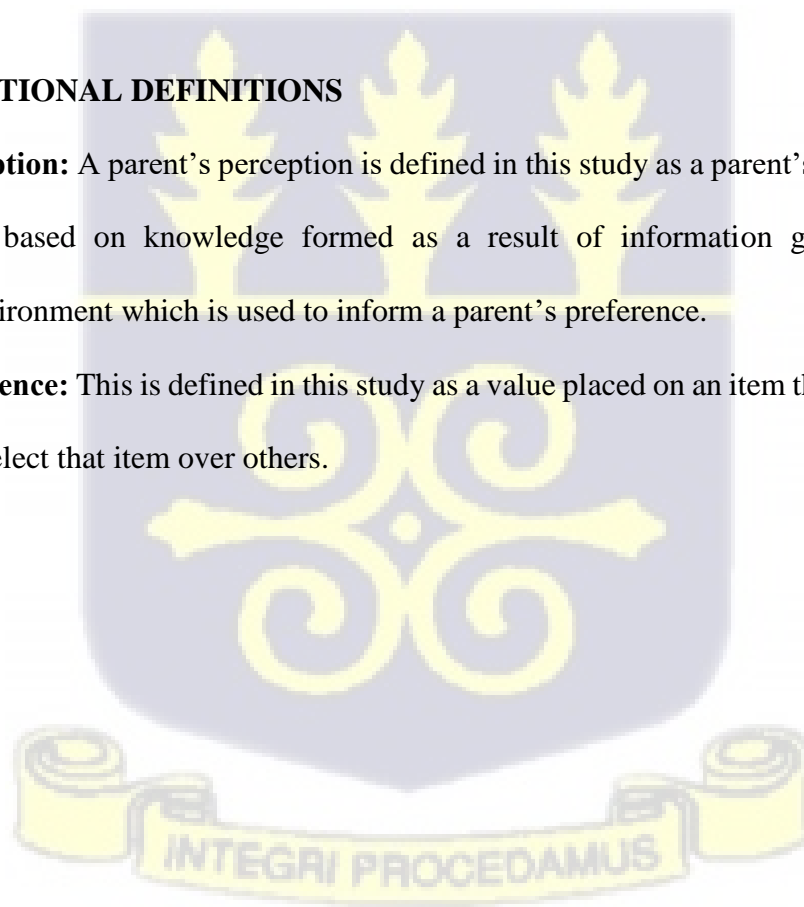 TIONAL DEFINITIONS
ption: A parent’s perception is defined in this study as a parent’s
based on knowledge formed as a result of information g
ironment which is used to inform a parent’s preference.
ence: This is defined in this study as a value placed on an item th
elect that item over others.
INTEGRI PROCEDAMUS